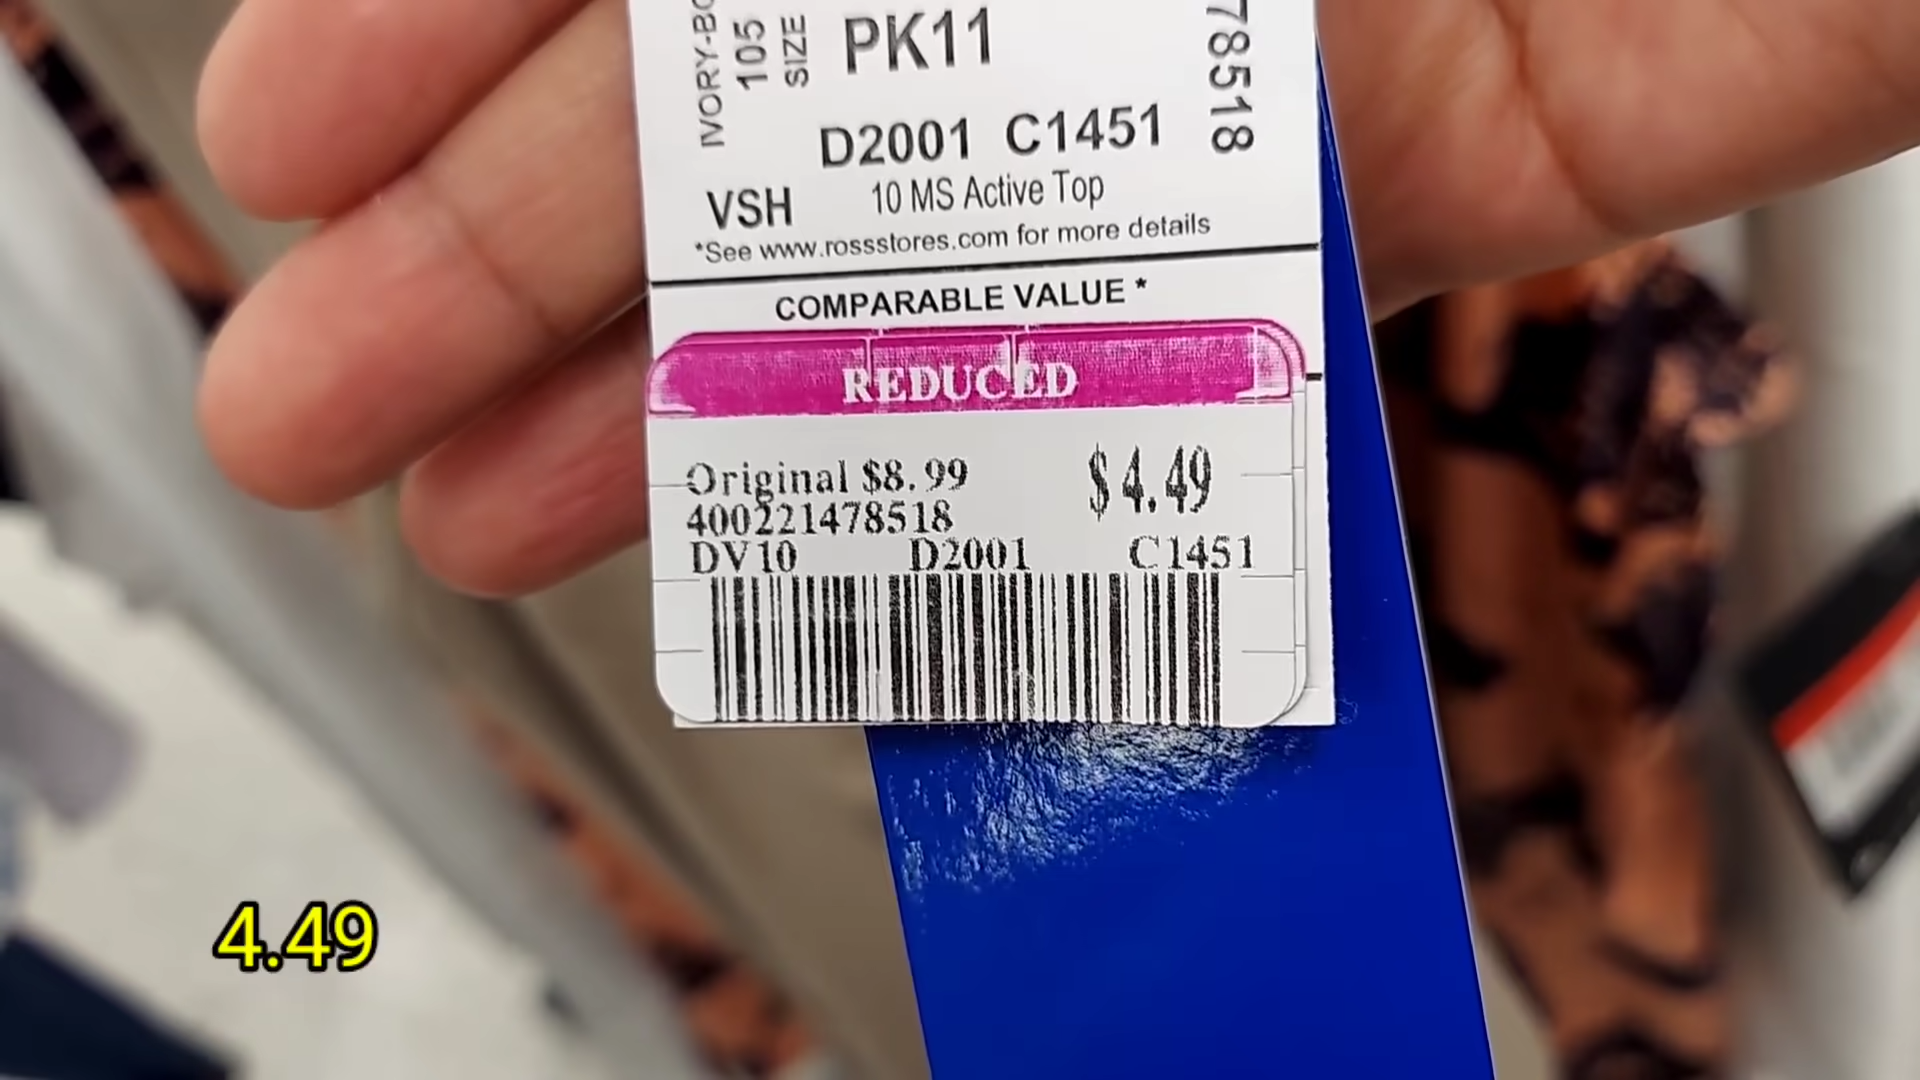 IVORY-BO
105
SIZE
PK11
78518
D2001 C1451
VSH
10 MS Active Top
*See www.rossstores.com for more details
COMPARABLE VALUE *
REDUCED
Original $8.99
$4.49
400221478518
DV10 D2001 C1451
4.49